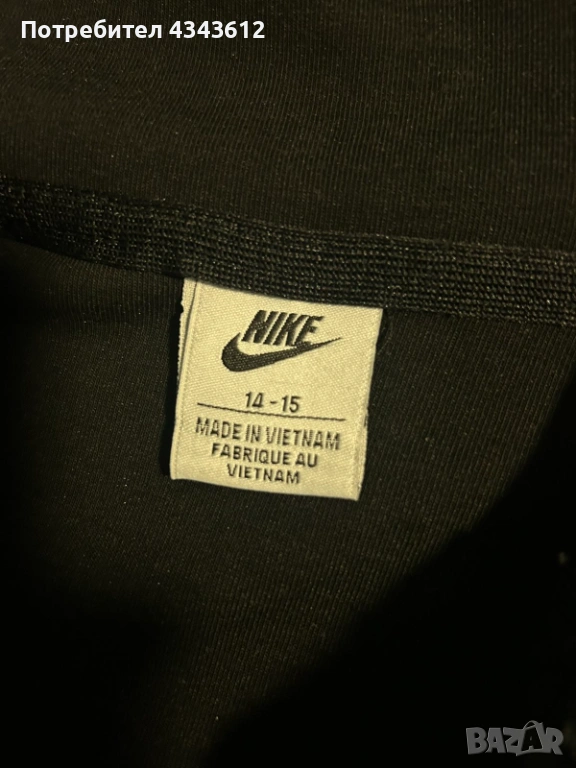 Потребител 4343612
NIKE
14-15
MADE IN VIETNAM
FABRIQUE AU
VIETNAM
BAZAR